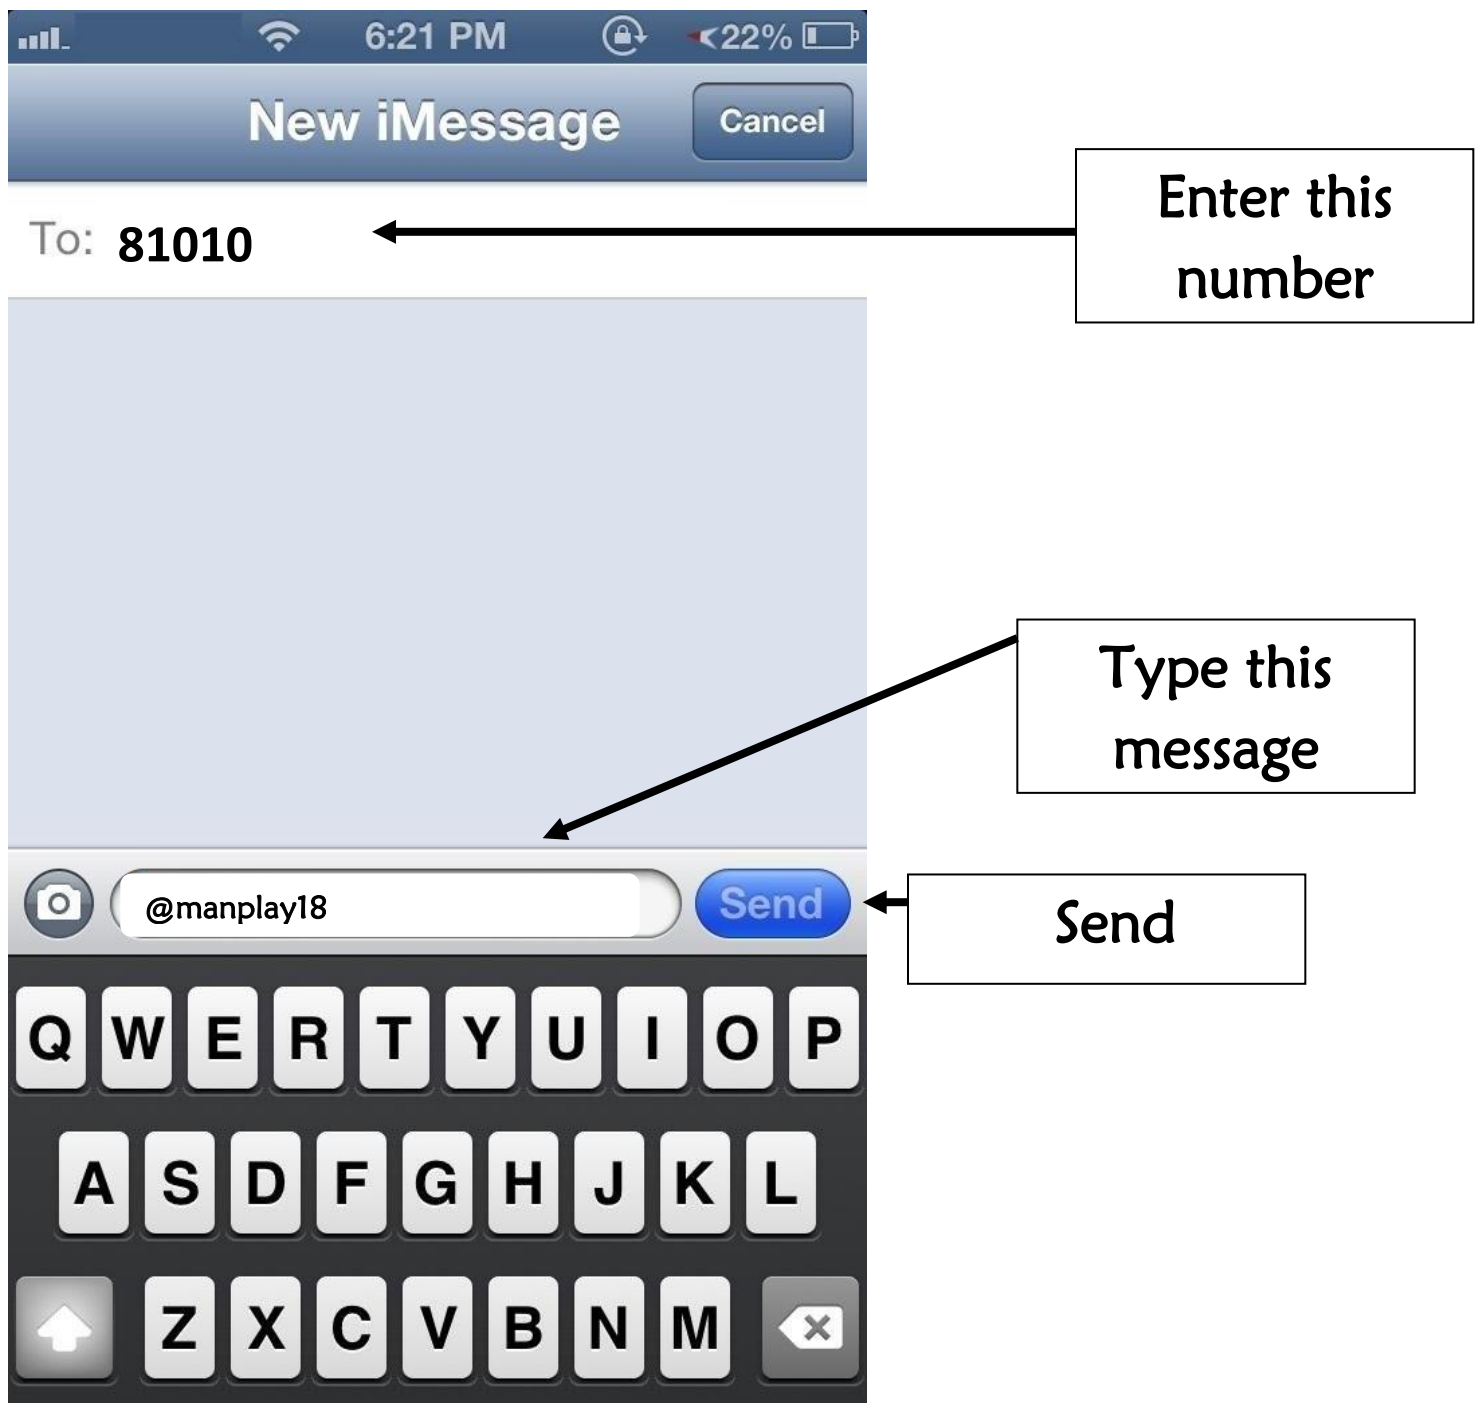 6:21 PM 22%
New iMessage Cancel
To: 81010
Enter this
number
Type this
message
@manplay18 Send
Send
Q W E R T Y U I O P
A S D F G H J K L
Z X C V B N M